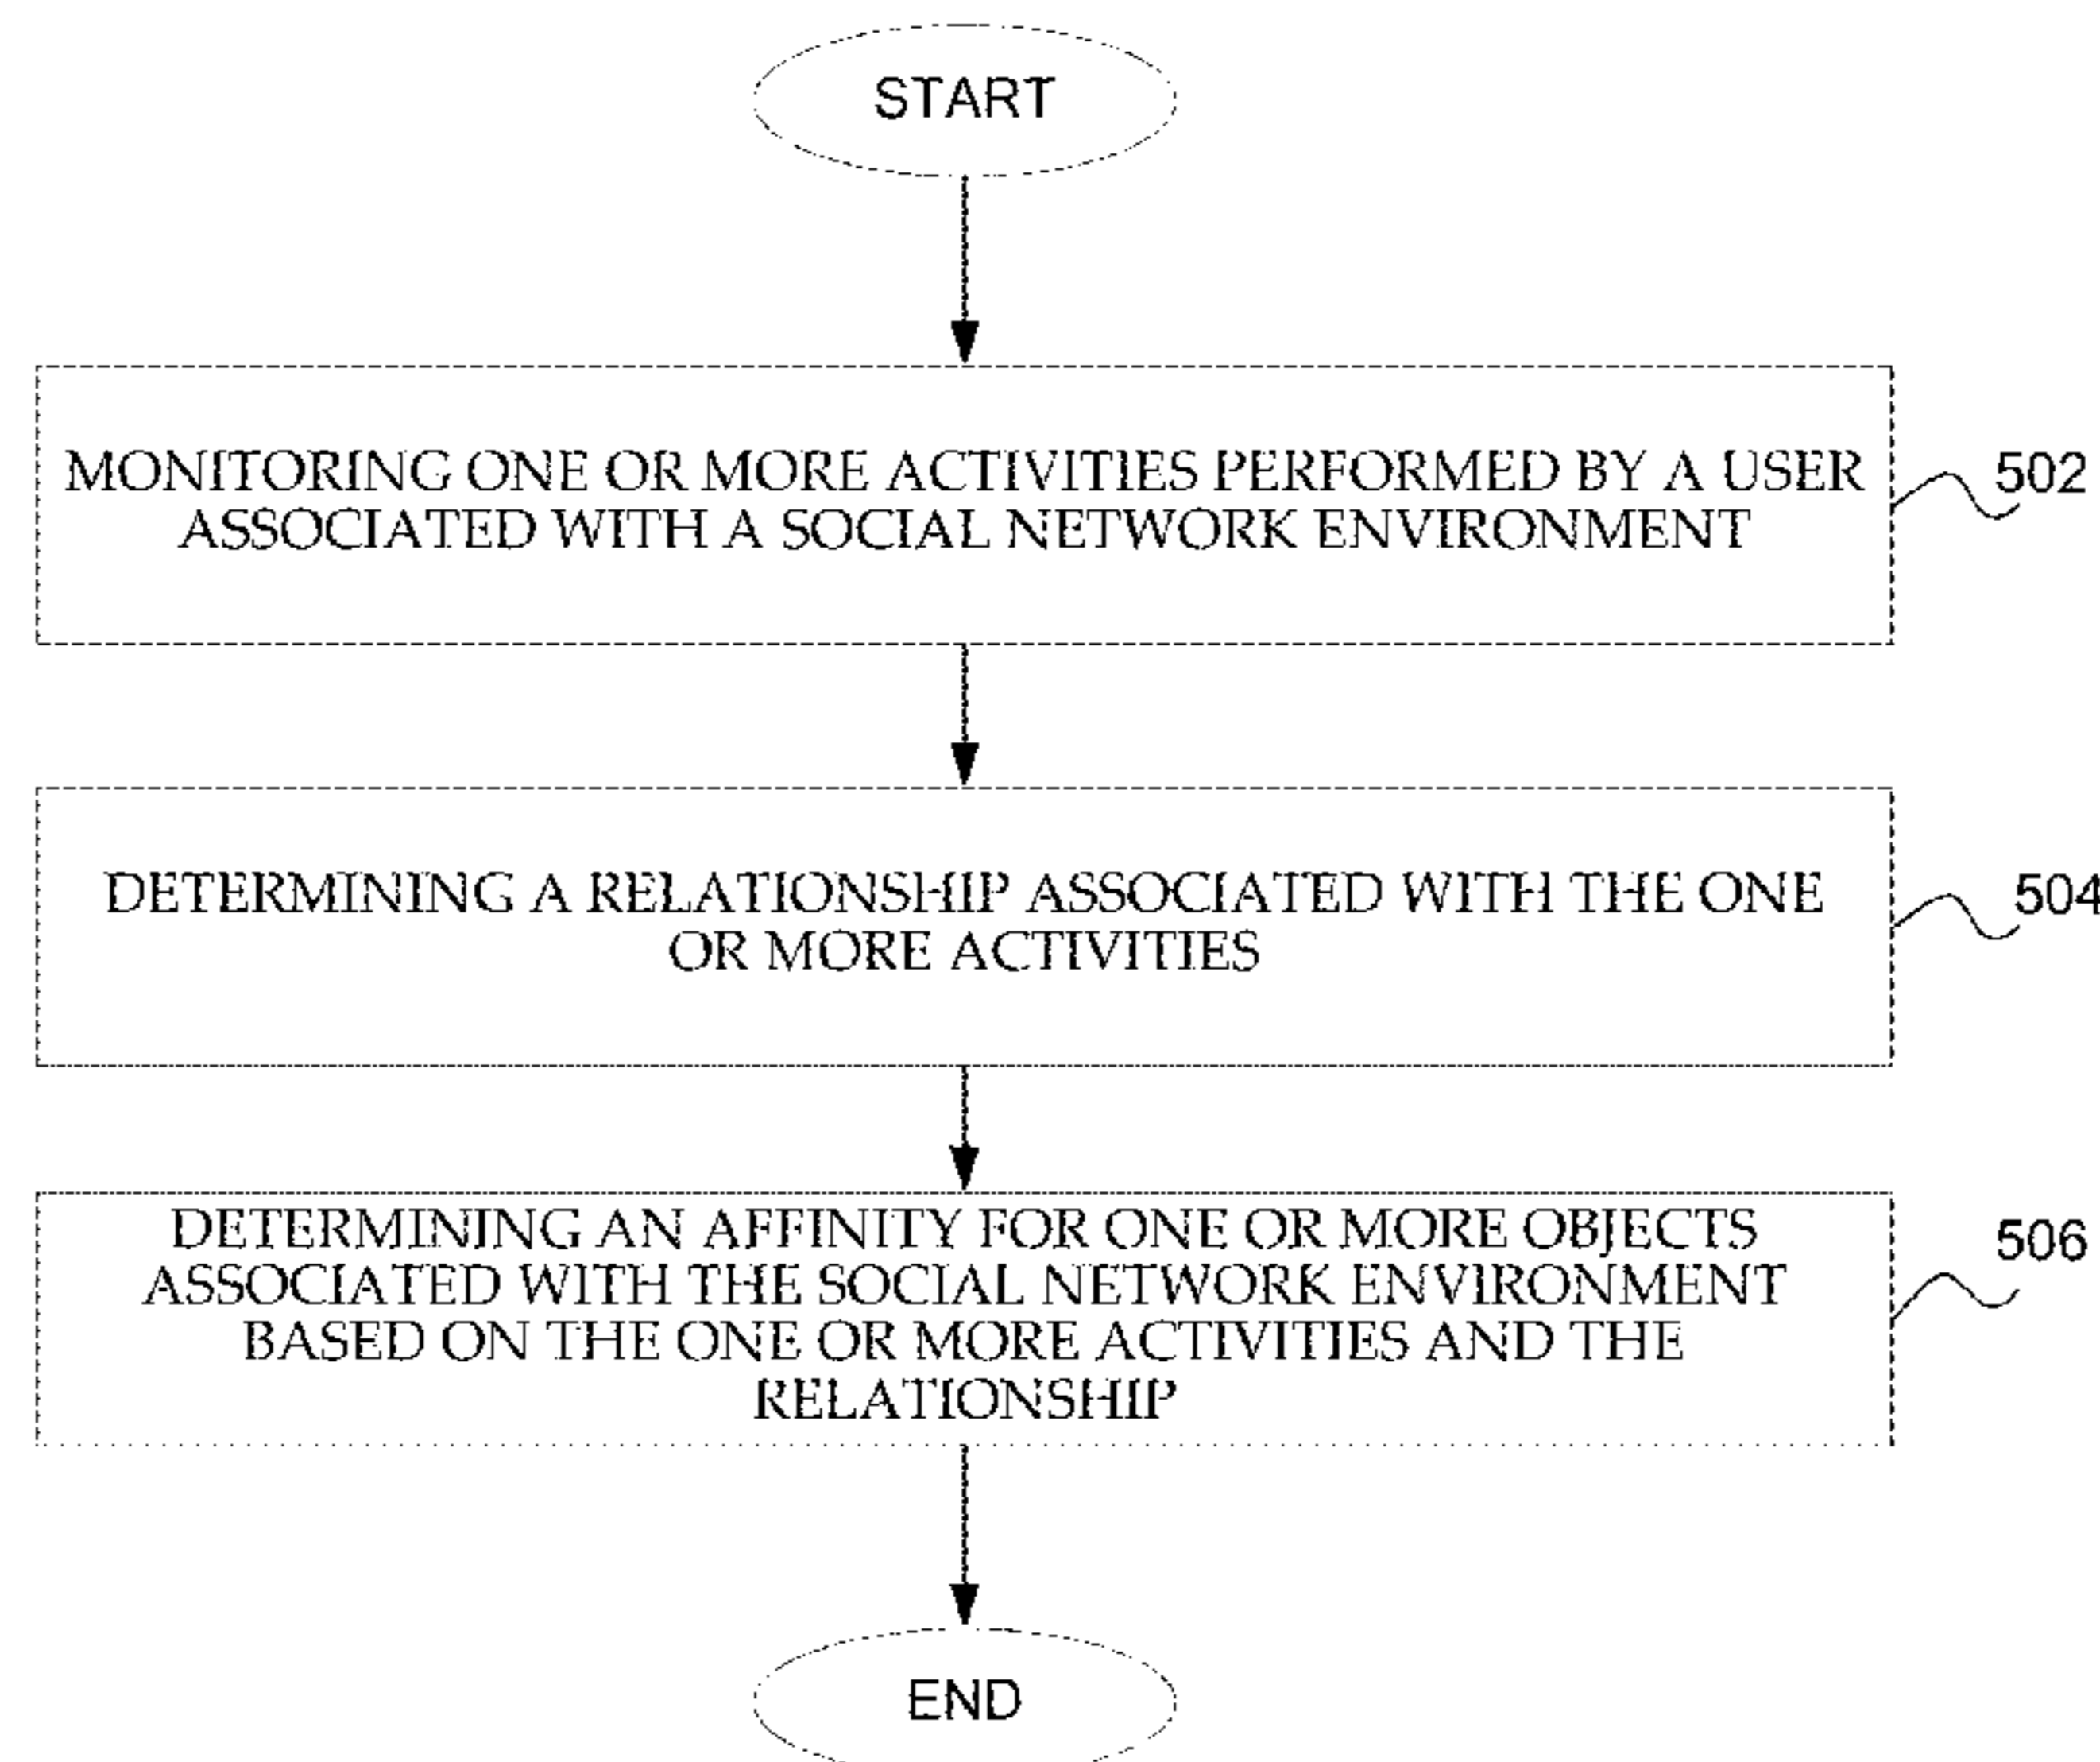 START
MONITORING ONE OR MORE ACTIVITIES PERFORMED BY A USER
ASSOCIATED WITH A SOCIAL NETWORK ENVIRONMENT
502
DETERMINING A RELATIONSHIP ASSOCIATED WITH THE ONE
OR MORE ACTIVITIES
504
DETERMINING AN AFFINITY FOR ONE OR MORE OBJECTS
ASSOCIATED WITH THE SOCIAL NETWORK ENVIRONMENT
BASED ON THE ONE OR MORE ACTIVITIES AND THE
RELATIONSHIP
506
END